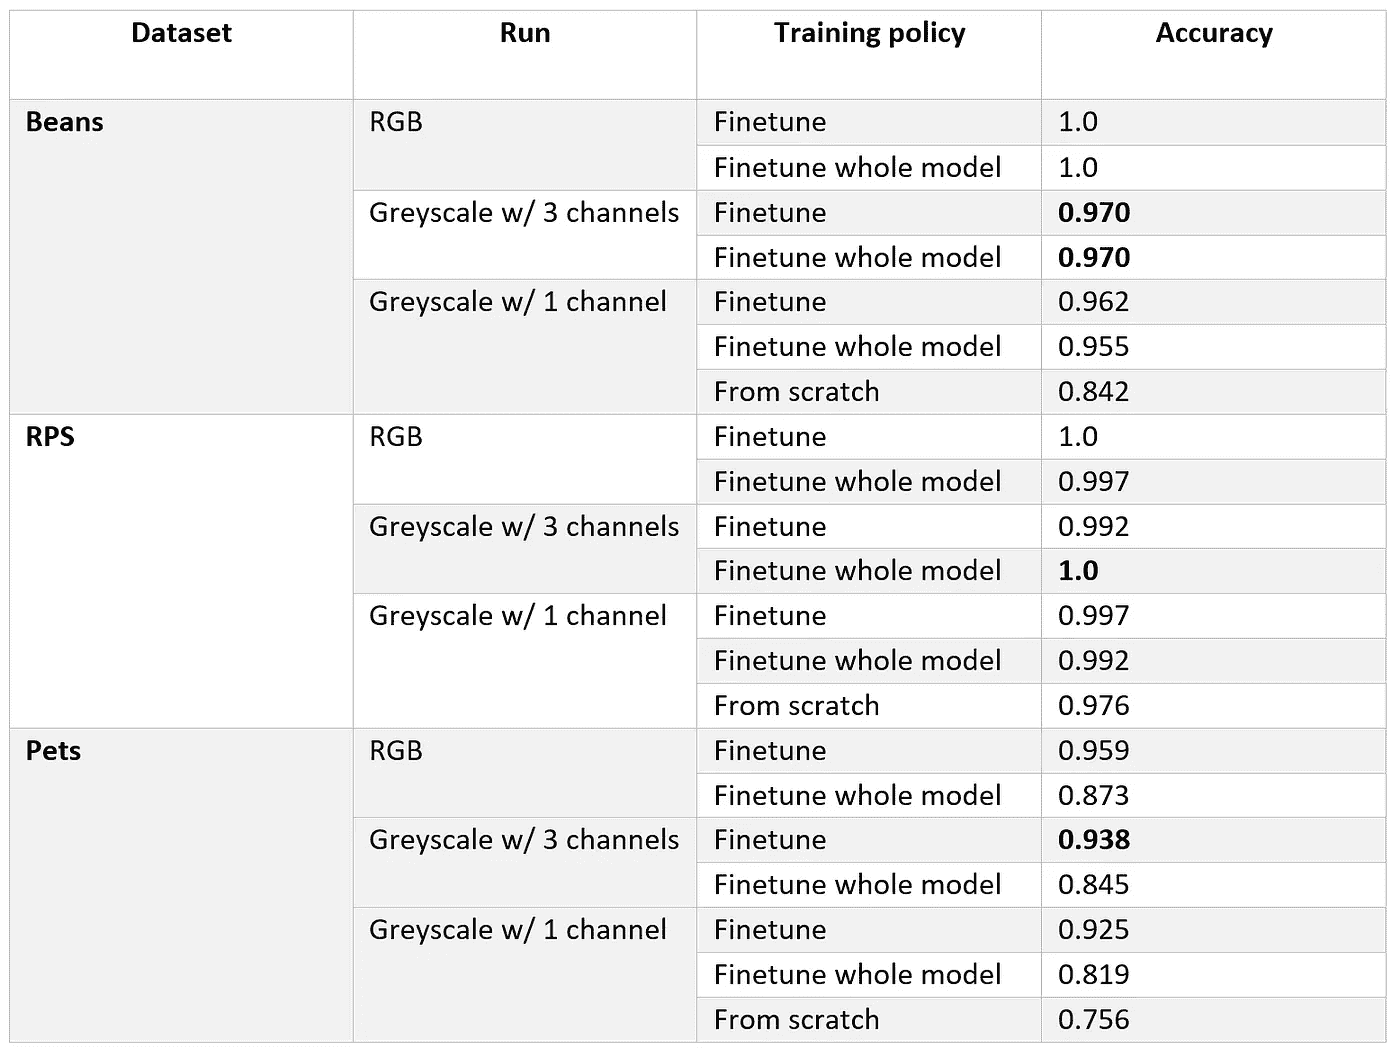 Dataset Run Training policy Accuracy
Beans RGB Finetune 1.0
Finetune whole model 1.0
Greyscale w/ 3 channels Finetune 0.970
Finetune whole model 0.970
Greyscale w/ 1 channel Finetune 0.962
Finetune whole model 0.955
From scratch 0.842
RPS RGB Finetune 1.0
Finetune whole model 0.997
Greyscale w/ 3 channels Finetune 0.992
Finetune whole model 1.0
Greyscale w/ 1 channel Finetune 0.997
Finetune whole model 0.992
From scratch 0.976
Pets RGB Finetune 0.959
Finetune whole model 0.873
Greyscale w/ 3 channels Finetune 0.938
Finetune whole model 0.845
Greyscale w/ 1 channel Finetune 0.925
Finetune whole model 0.819
From scratch 0.756